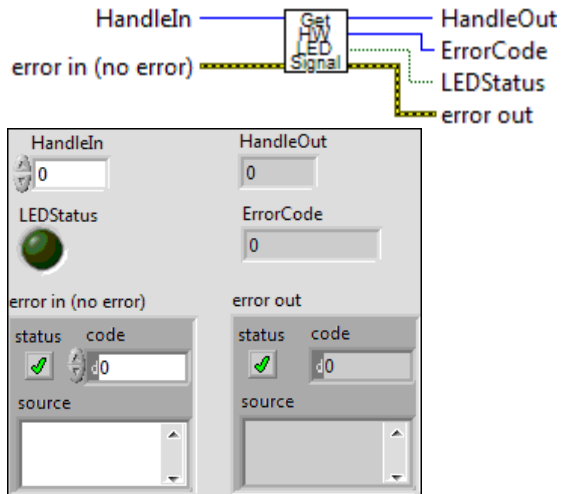 HandleIn
Get
HW
LED
Signal
HandleOut
ErrorCode
error in (no error)
LEDStatus
error out
HandleIn
HandleOut
0
0
LEDStatus
ErrorCode
0
error in (no error)
error out
status code
status code
d0
d0
source
source